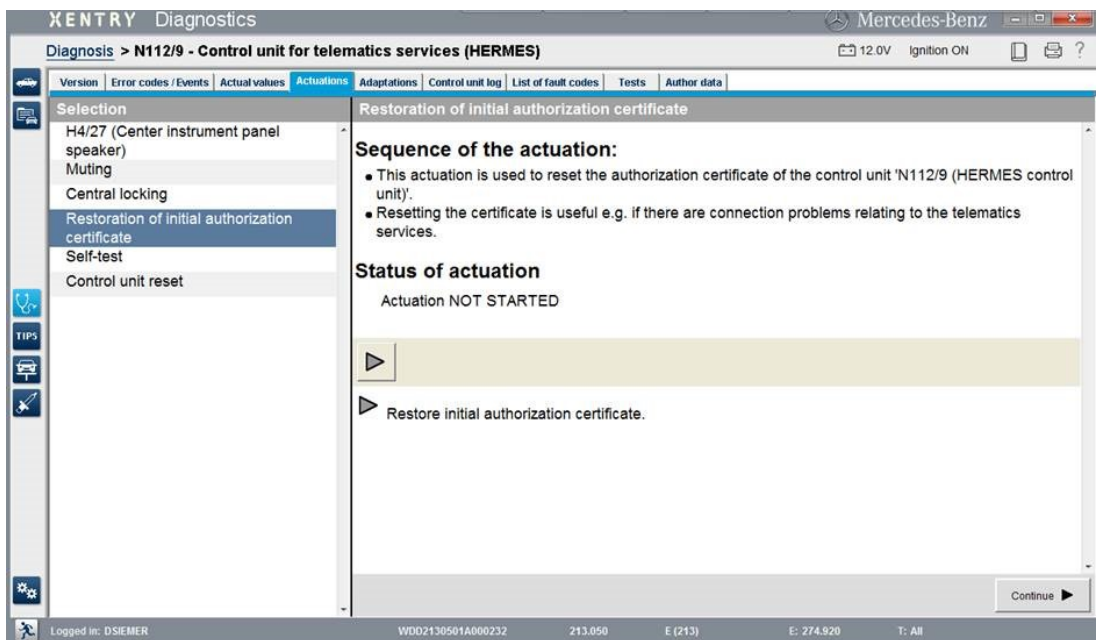 XENTRY Diagnostics
Mercedes-Benz
Diagnosis > N112/9 - Control unit for telematics services (HERMES)
12.0V Ignition ON
?
Version Error codes / Events Actual values Actuations Adaptations Control unit log List of fault codes Tests Author data
Selection
H4/27 (Center instrument panel
speaker)
Muting
Central locking
Restoration of initial authorization
certificate
Self-test
Control unit reset
Restoration of initial authorization certificate
Sequence of the actuation:
• This actuation is used to reset the authorization certificate of the control unit 'N112/9 (HERMES control
unit)'.
• Resetting the certificate is useful e.g. if there are connection problems relating to the telematics
services.
Status of actuation
Actuation NOT STARTED
Restore initial authorization certificate.
TIPS
Continue
Logged in: DSIEMER WDD2130501A000232 213.050 E (213) E: 274.920 T: All